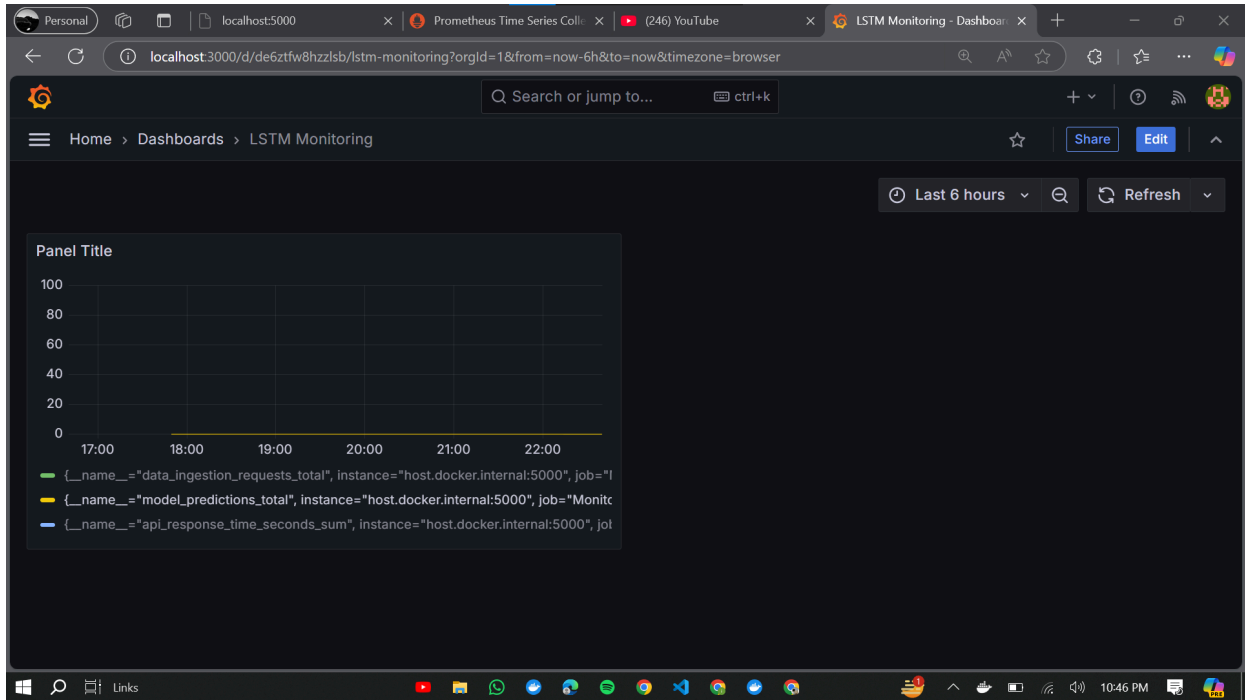 Personal
localhost:5000
Prometheus Time Series Colle
(246) YouTube
LSTM Monitoring - Dashboar
localhost:3000/d/de6ztfw8hzzlsb/lstm-monitoring?orgId=1&from=now-6h&to=now&timezone=browser
Search or jump to... ctrl+k
Home › Dashboards › LSTM Monitoring
Share
Edit
Last 6 hours
Refresh
Panel Title
100
80
60
40
20
0
17:00 18:00 19:00 20:00 21:00 22:00
{__name__="data_ingestion_requests_total", instance="host.docker.internal:5000", job="
{__name__="model_predictions_total", instance="host.docker.internal:5000", job="Monito
{__name__="api_response_time_seconds_sum", instance="host.docker.internal:5000", jo
Links
1
10:46 PM
PRE